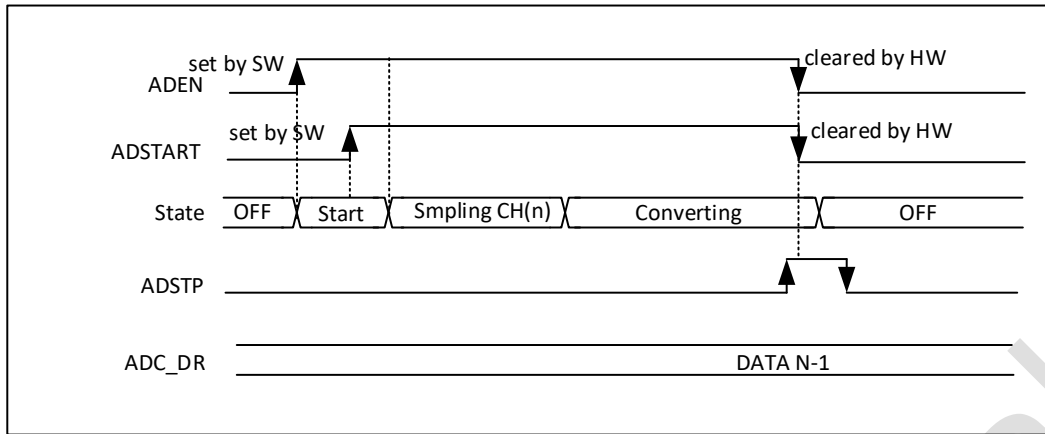 set by SW cleared by HW
ADEN
set by SW cleared by HW
ADSTART
State OFF Start Smpling CH(n) Converting OFF
ADSTP
ADC_DR DATA N-1